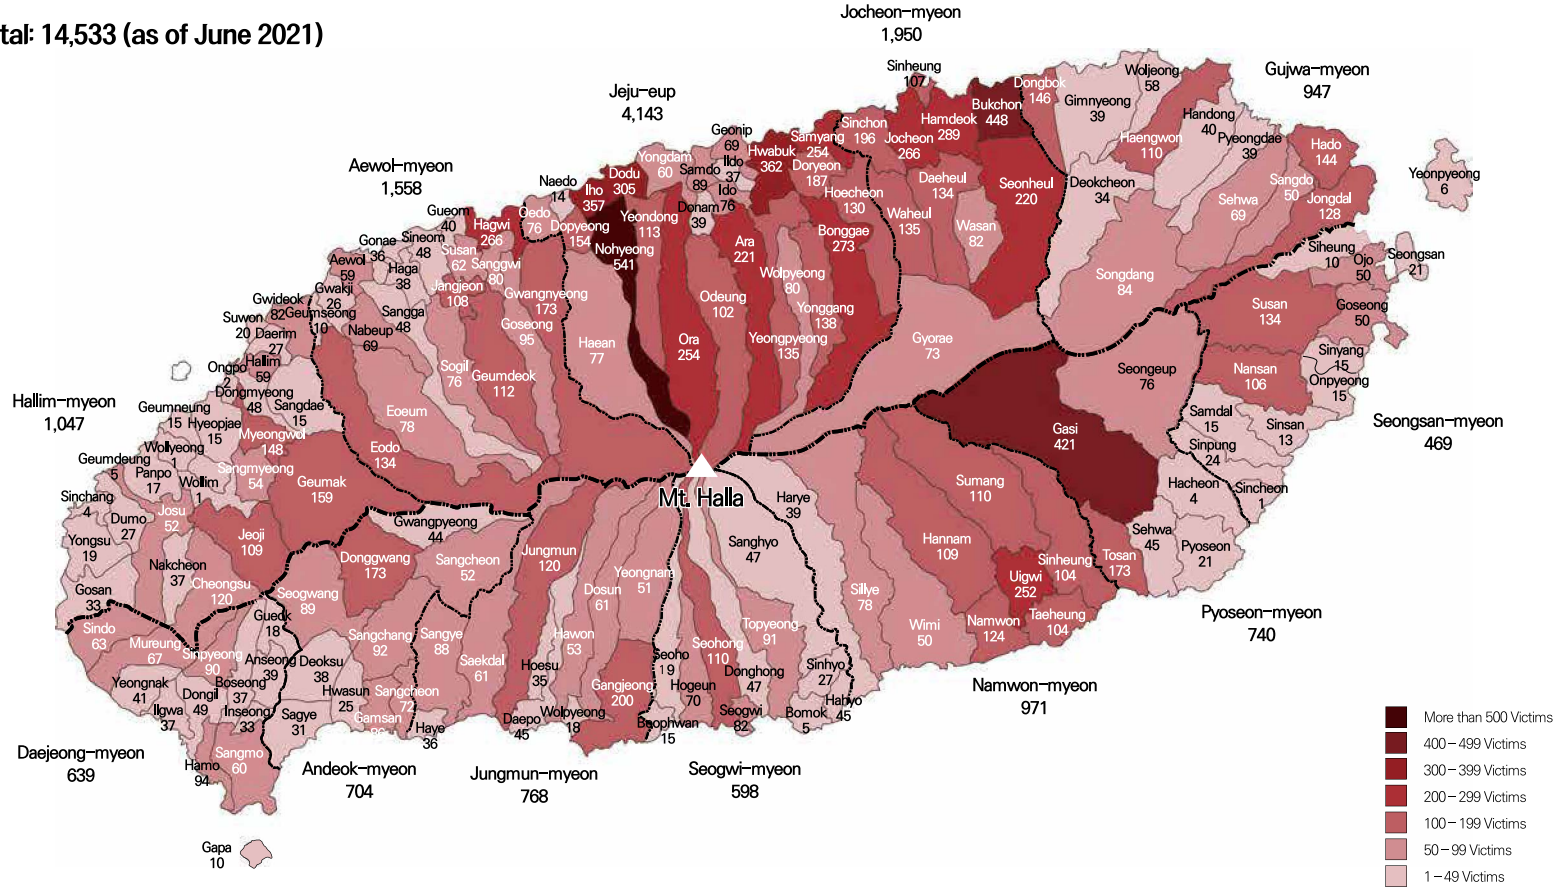 tal: 14,533 (as of June 2021)
Jocheon-myeon
1,950
Gujwa-myeon
947
Jeju-eup
4,143
Aewol-myeon
1,558
Hallim-myeon
1,047
Seongsan-myeon
469
Pyoseon-myeon
740
Namwon-myeon
971
Seogwi-myeon
598
Jungmun-myeon
768
Andeok-myeon
704
Daejeong-myeon
639
Mt. Halla
Sinheung
107
Dongbok
146
Woljeong
58
Gimnyeong
39
Bukchon
448
Handong
40
Haengwon
110
Pyeongdae
39
Hado
144
Sangdo
50
Jongdal
128
Sehwa
69
Yeonpyeong
6
Deokcheon
34
Songdang
84
Hamdeok
289
Jocheon
266
Sinchon
196
Samyang
254
Doryeon
187
Hwabuk
362
Geonip
69
Ildo
37
Ido
76
Samdo
89
Yongdam
60
Donam
39
Dodu
305
Iho
357
Naedo
14
Oedo
76
Dopyeong
154
Yeondong
113
Nohyeong
541
Haean
77
Ora
254
Odeung
102
Ara
221
Wolpyeong
80
Yonggang
138
Yeongpyeong
135
Bonggae
273
Hoecheon
130
Waheul
135
Daeheul
134
Wasan
82
Seonheul
220
Gyorae
73
Gueom
40
Hagwi
266
Gonae
36
Sineom
48
Susan
62
Sanggwi
80
Aewol
59
Haga
38
Jangjeon
108
Gwakji
26
Gwangnyeong
173
Goseong
95
Gwideok
82
Geumseong
10
Sangga
48
Nabeup
69
Sogil
76
Geumdeok
112
Eoeum
78
Eodo
134
Suwon
20
Daerim
27
Ongpo
2
Hallim
59
Dongmyeong
48
Sangdae
15
Geumneung
15
Hyeopjae
15
Myeongwol
148
Wollyeong
1
Geumdeung
5
Panpo
17
Wollim
1
Sangmyeong
54
Geumak
159
Sinchang
4
Dumo
27
Josu
52
Jeoji
109
Yongsu
19
Nakcheon
37
Cheongsu
120
Gosan
33
Sindo
63
Mureung
67
Sinpyeong
90
Yeongnak
41
Ilgwa
37
Dongil
49
Boseong
37
Inseong
33
Anseong
39
Gueok
18
Hamo
94
Sangmo
60
Gapa
10
Gwangpyeong
44
Donggwang
173
Sangcheon
52
Seogwang
89
Sangchang
92
Deoksu
38
Hwasun
25
Sagye
31
Sangcheon
72
Gamsan
Sangye
88
Saekdal
61
Haye
36
Jungmun
120
Daepo
45
Hoesu
35
Hawon
53
Wolpyeong
18
Dosun
61
Yeongnam
51
Gangjeong
200
Beophwan
15
Seoho
19
Hogeun
70
Seohong
110
Seogwi
82
Donghong
47
Topyeong
91
Bomok
5
Sinhyo
27
Hahyo
45
Sanghyo
47
Harye
39
Sillye
78
Wimi
50
Hannam
109
Sumang
110
Uigwi
252
Sinheung
104
Namwon
124
Taeheung
104
Gasi
421
Seongeup
76
Tosan
173
Sehwa
45
Pyoseon
21
Hacheon
4
Sincheon
1
Sinpung
24
Samdal
15
Sinsan
13
Nansan
106
Sinyang
15
Onpyeong
15
Susan
134
Goseong
50
Siheung
10
Ojo
50
Seongsan
21
More than 500 Victims
400-499 Victims
300-399 Victims
200-299 Victims
100-199 Victims
50-99 Victims
1-49 Victims